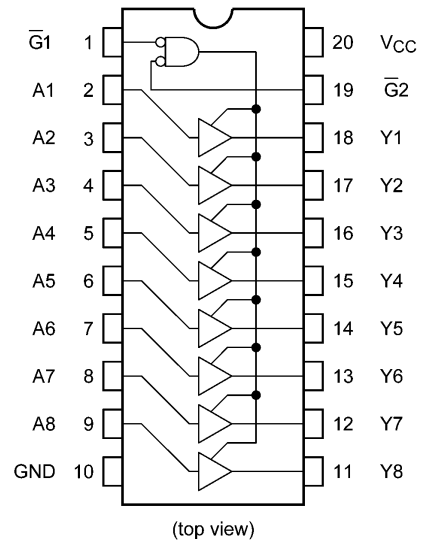 G̅1 1 20 VCC
A1 2 19 G̅2
A2 3 18 Y1
A3 4 17 Y2
A4 5 16 Y3
A5 6 15 Y4
A6 7 14 Y5
A7 8 13 Y6
A8 9 12 Y7
GND 10 11 Y8
(top view)